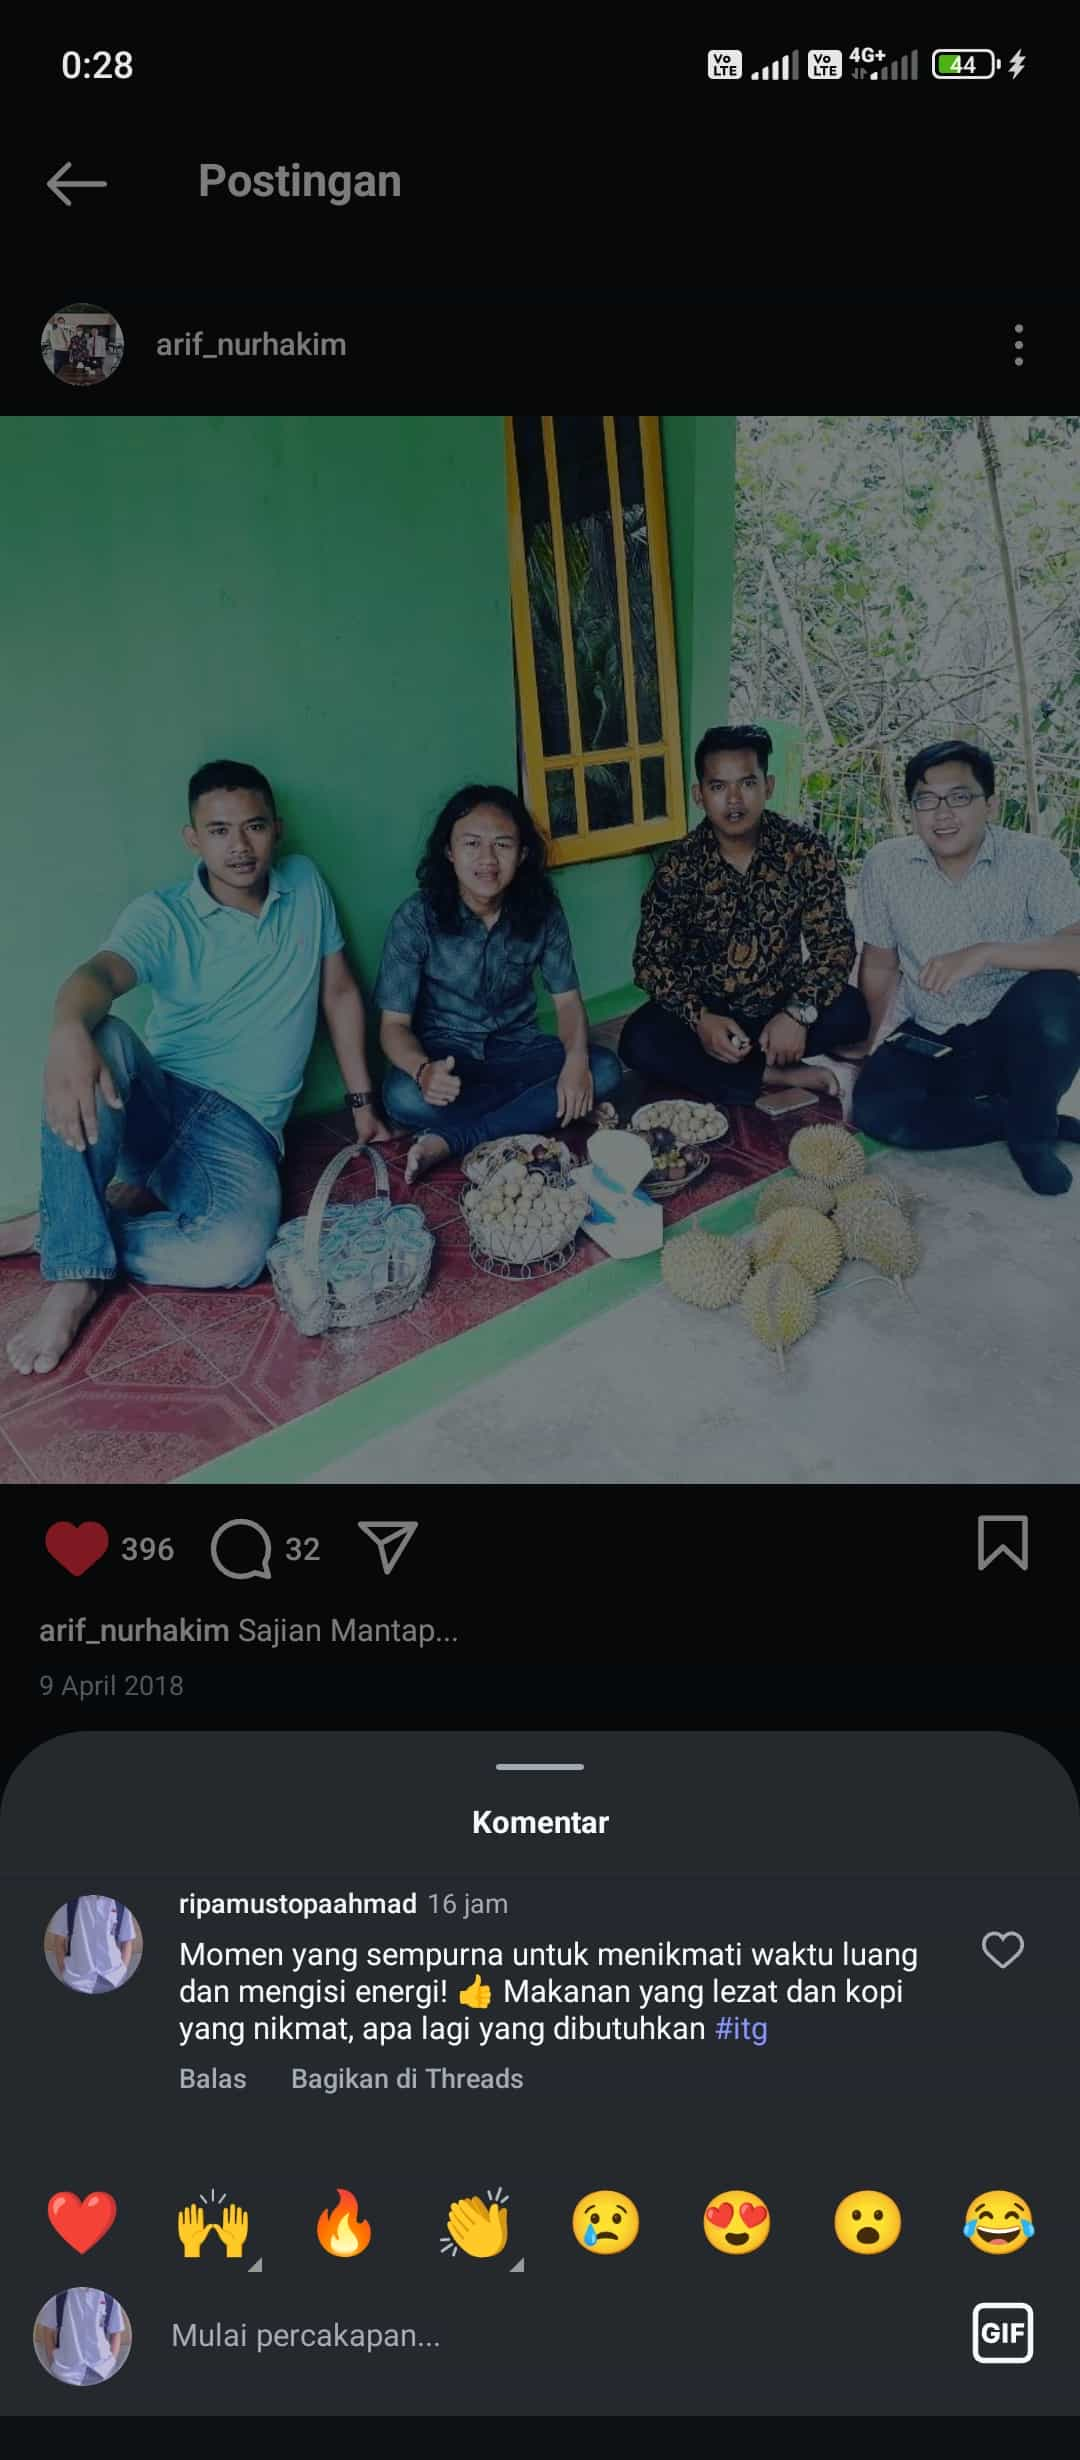 0:28
Vo LTE
Vo LTE
4G+
44
Postingan
arif_nurhakim
396
32
arif_nurhakim Sajian Mantap...
9 April 2018
Komentar
ripamustopaahmad 16 jam
Momen yang sempurna untuk menikmati waktu luang
dan mengisi energi! 👍 Makanan yang lezat dan kopi
yang nikmat, apa lagi yang dibutuhkan #itg
Balas Bagikan di Threads
Mulai percakapan...
GIF